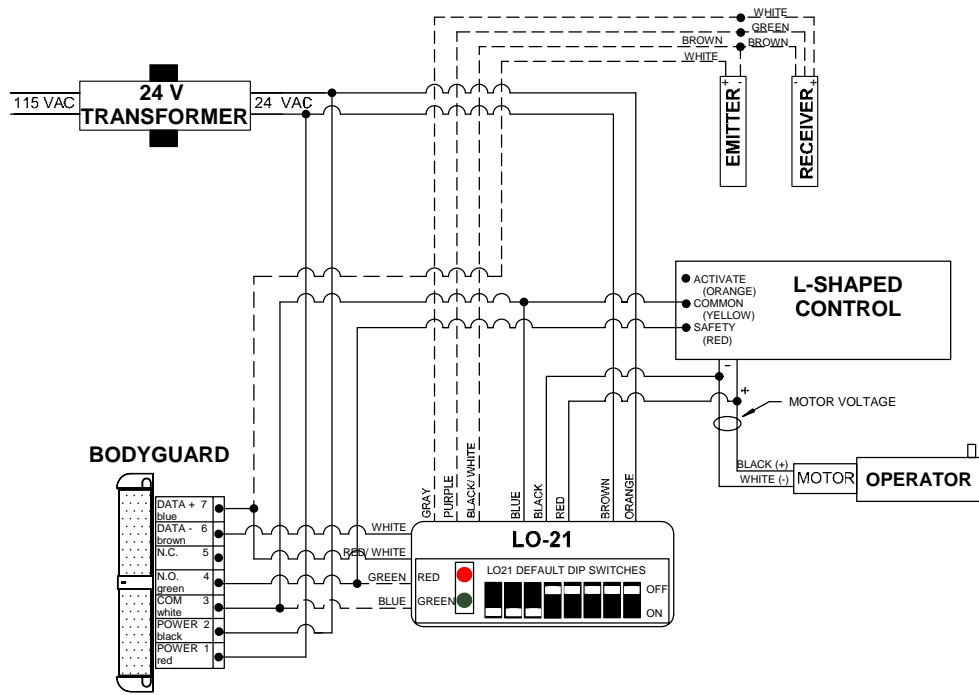 WHITE
GREEN
BROWN
BROWN
WHITE
+ -
- +
EMITTER
RECEIVER
115 VAC
24 V
TRANSFORMER
24 VAC
ACTIVATE
(ORANGE)
COMMON
(YELLOW)
SAFETY
(RED)
L-SHAPED
CONTROL
-
+
MOTOR VOLTAGE
BLACK (+)
WHITE (-)
MOTOR
OPERATOR
BODYGUARD
DATA + 7
blue
DATA - 6
brown
N.C. 5
N.O. 4
green
COM 3
white
POWER 2
black
POWER 1
red
GRAY
PURPLE
BLACK/ WHITE
BLUE
BLACK
RED
BROWN
ORANGE
WHITE
RED/ WHITE
GREEN
BLUE
LO-21
RED
GREEN
LO21 DEFAULT DIP SWITCHES
OFF
ON